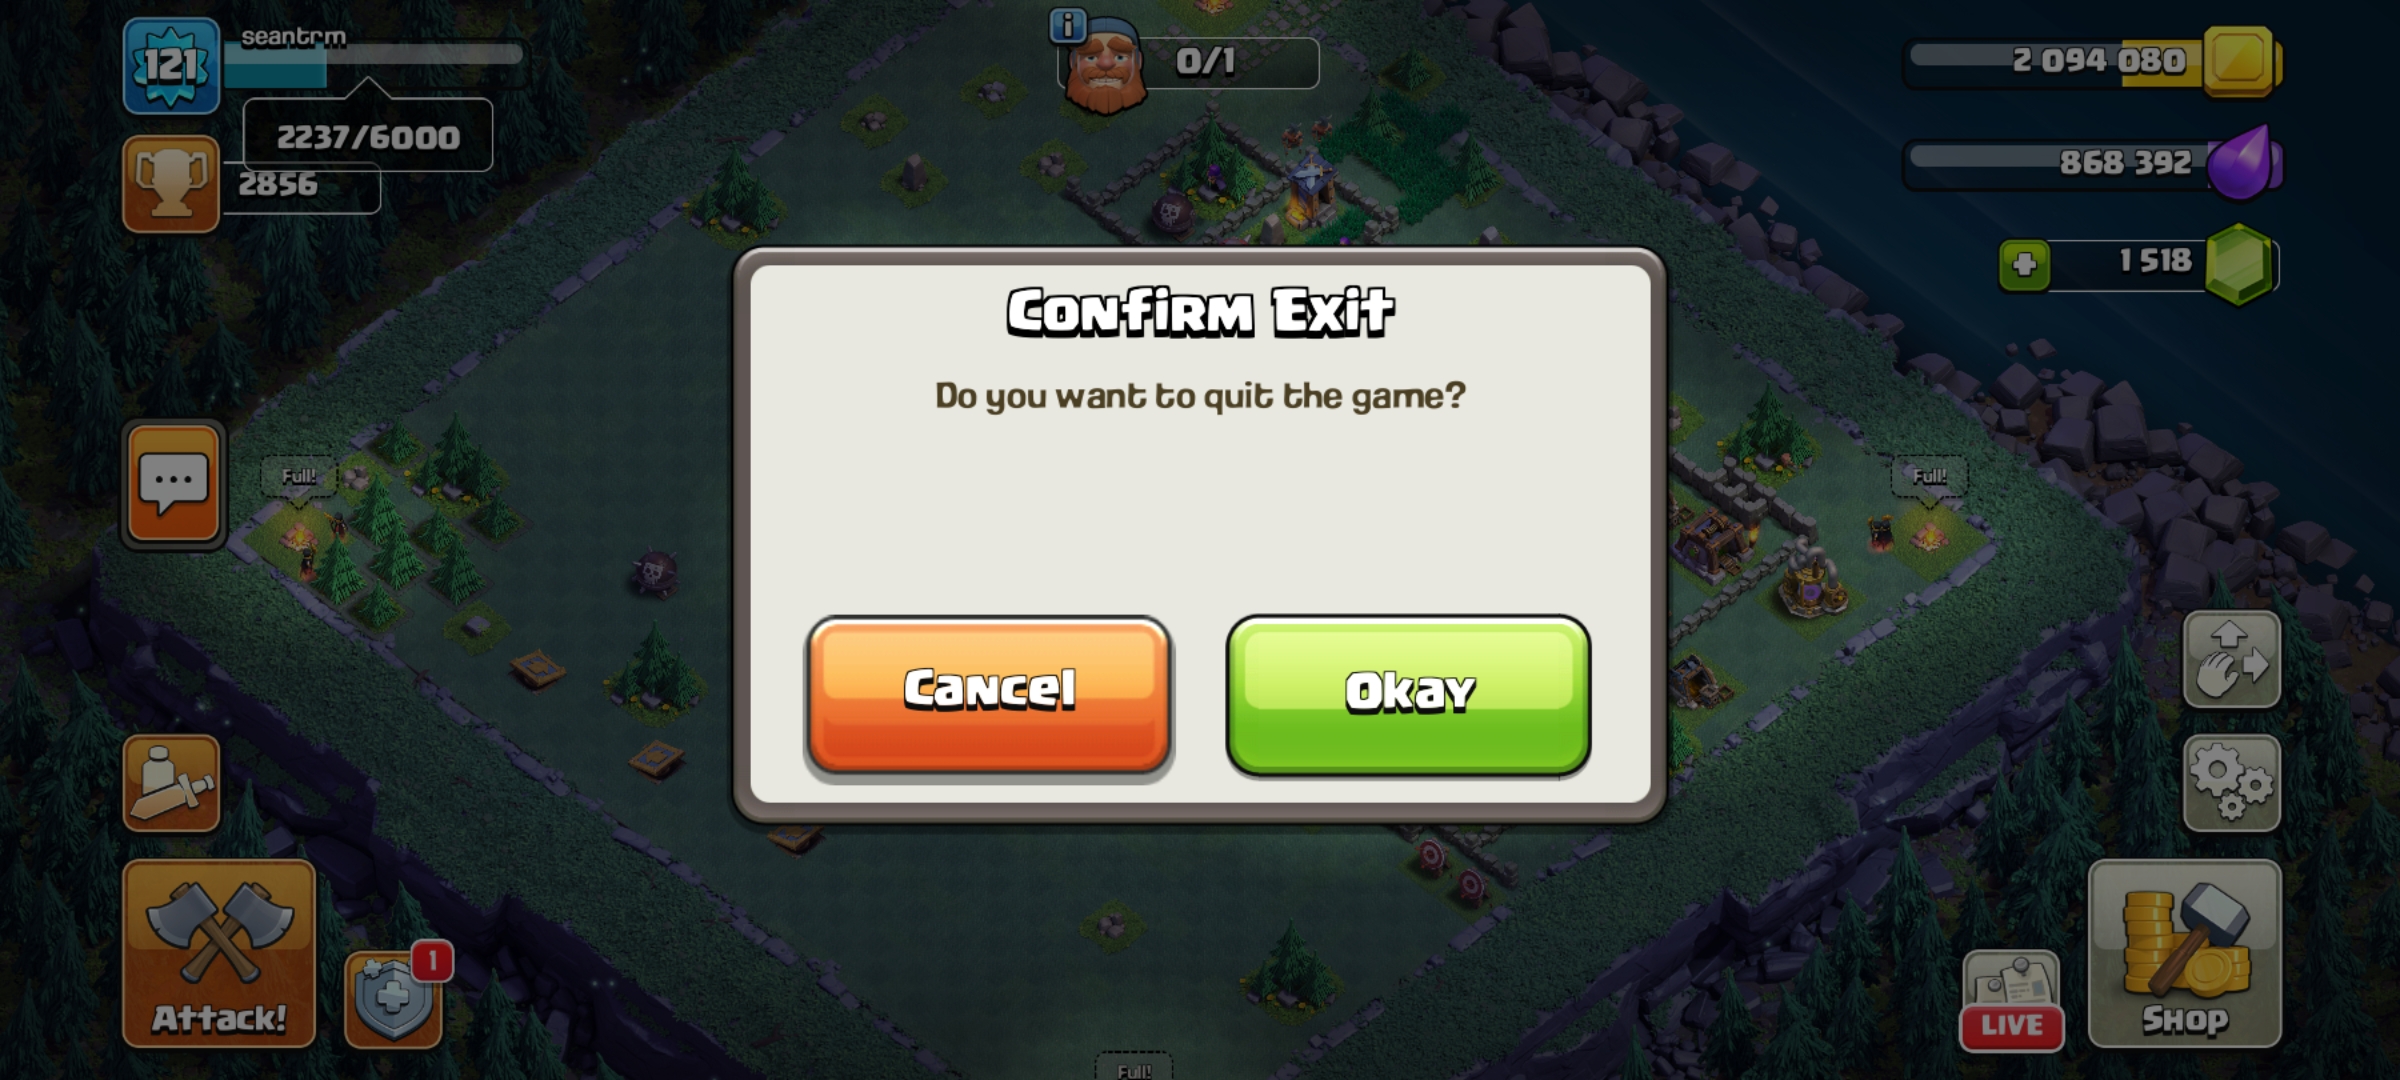 121
seantrm
2237/6000
2856
i
0/1
2 094 080
868 392
1 518
Confirm Exit
Do you want to quit the game?
Cancel
Okay
Full!
Full!
Attack!
1
Full!
LIVE
Shop